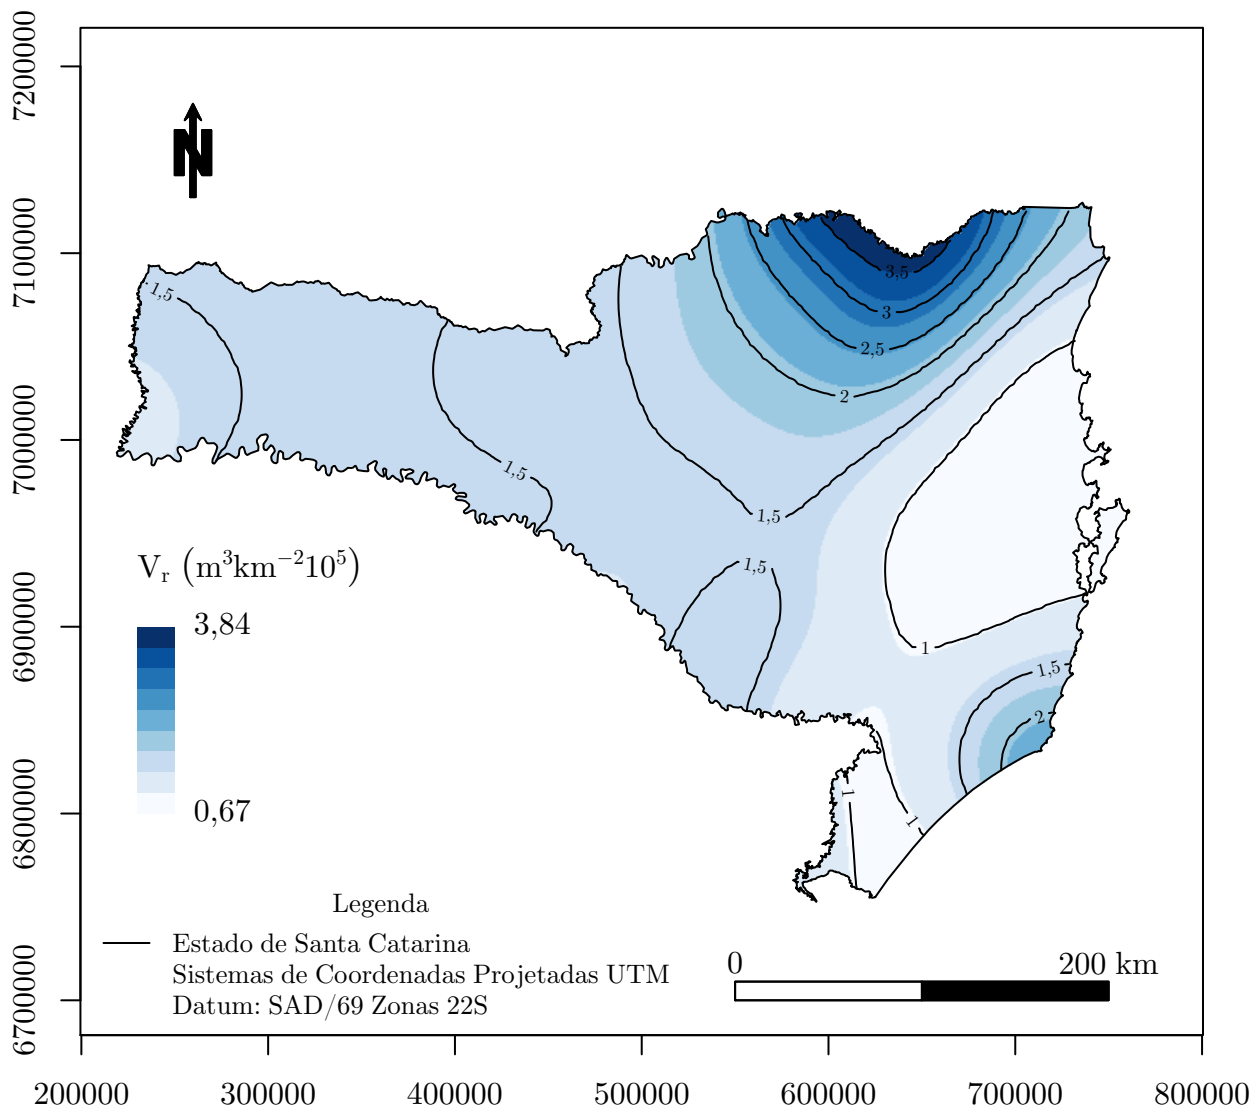 7200000
7100000
7000000
6900000
6800000
6700000
N
3,5
3
2,5
2
1,5
1,5
1,5
1,5
1,5
1
1,5
2
1
1
V_r (m³km⁻²10⁵)
3,84
0,67
Legenda
Estado de Santa Catarina
Sistemas de Coordenadas Projetadas UTM
Datum: SAD/69 Zonas 22S
0 200 km
200000 300000 400000 500000 600000 700000 800000